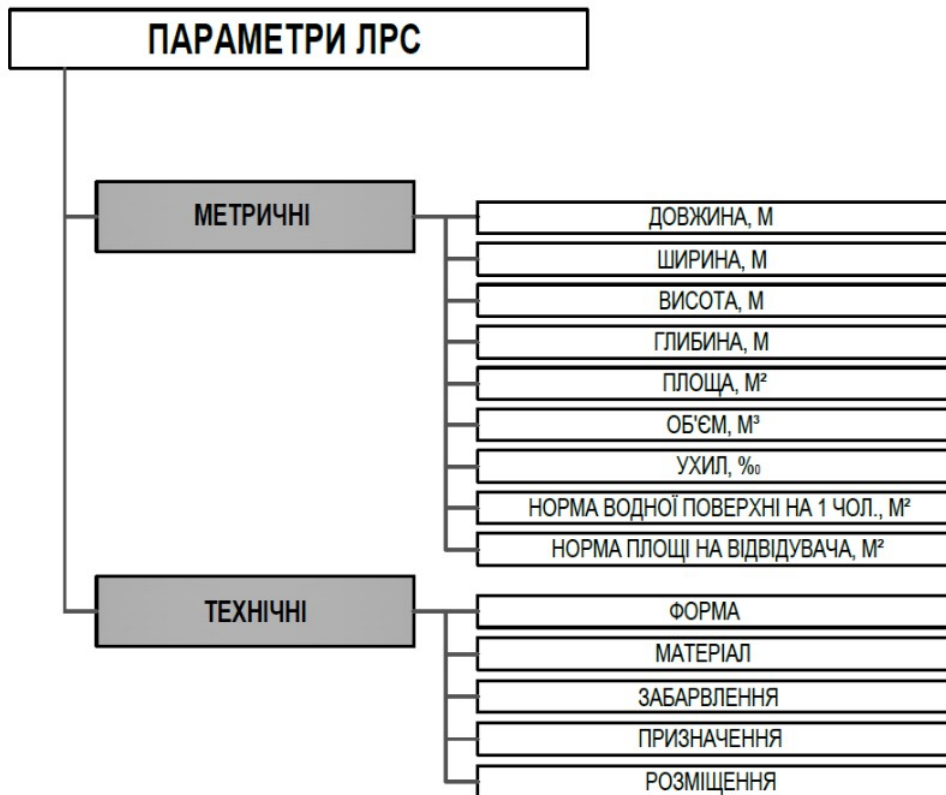 ПАРАМЕТРИ ЛРС
МЕТРИЧНІ
ДОВЖИНА, М
ШИРИНА, М
ВИСОТА, М
ГЛИБИНА, М
ПЛОЩА, М²
ОБ'ЄМ, М³
УХИЛ, ‰
НОРМА ВОДНОЇ ПОВЕРХНІ НА 1 ЧОЛ., М²
НОРМА ПЛОЩІ НА ВІДВІДУВАЧА, М²
ТЕХНІЧНІ
ФОРМА
МАТЕРІАЛ
ЗАБАРВЛЕННЯ
ПРИЗНАЧЕННЯ
РОЗМІЩЕННЯ